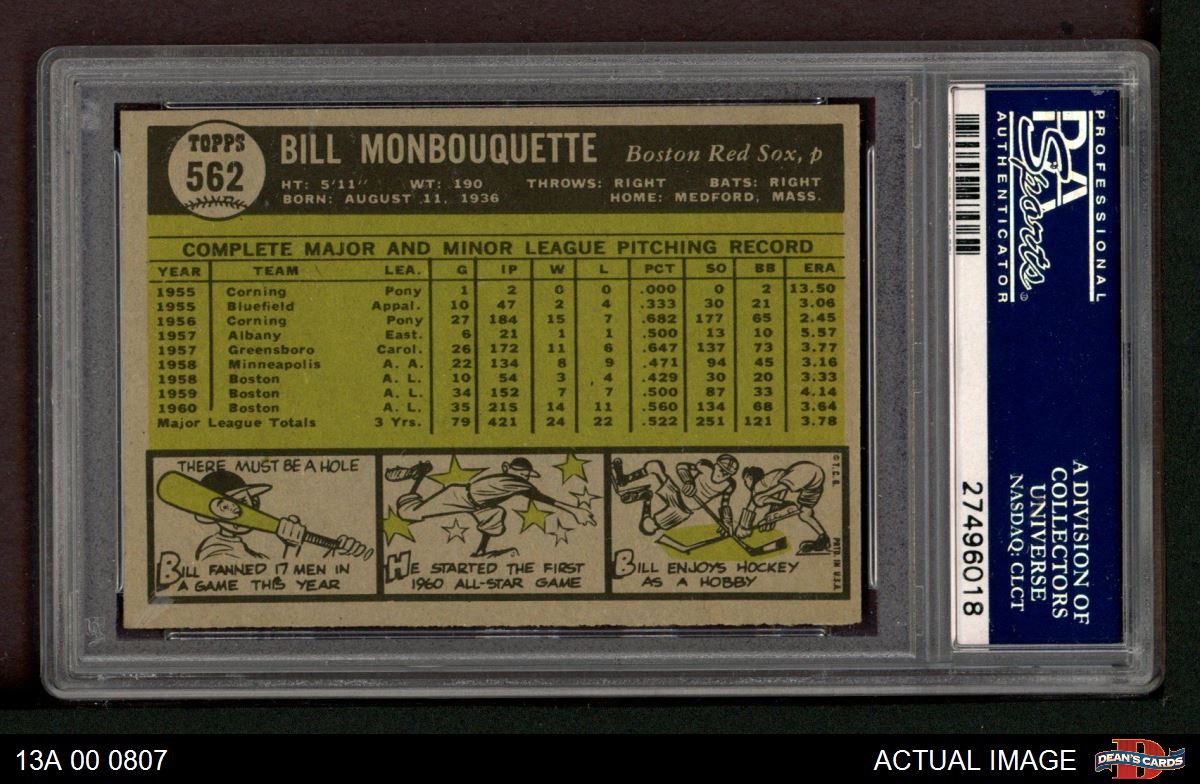 TOPPS
562
BILL MONBOUQUETTE Boston Red Sox, p
HT: 5'11" WT: 190 THROWS: RIGHT BATS: RIGHT
BORN: AUGUST 11, 1936 HOME: MEDFORD, MASS.
COMPLETE MAJOR AND MINOR LEAGUE PITCHING RECORD
YEAR TEAM LEA. G IP W L PCT SO BB ERA
1955 Corning Pony 1 2 0 0 .000 0 2 13.50
1955 Bluefield Appal. 10 47 2 4 .333 30 21 3.06
1956 Corning Pony 27 184 15 7 .682 177 65 2.45
1957 Albany East. 6 21 1 1 .500 13 10 5.57
1957 Greensboro Carol. 26 172 11 6 .647 137 73 3.77
1958 Minneapolis A. A. 22 134 8 9 .471 94 45 3.16
1958 Boston A. L. 10 54 3 4 .429 30 20 3.33
1959 Boston A. L. 34 152 7 7 .500 87 33 4.14
1960 Boston A. L. 35 215 14 11 .560 134 68 3.64
Major League Totals 3 Yrs. 79 421 24 22 .522 251 121 3.78
THERE MUST BE A HOLE
BILL FANNED 17 MEN IN
A GAME THIS YEAR
HE STARTED THE FIRST
1960 ALL-STAR GAME
BILL ENJOYS HOCKEY
AS A HOBBY
© T.C.G.
PRTD. IN U.S.A.
PROFESSIONAL
PSA
Sports
®
AUTHENTICATOR
A DIVISION OF
COLLECTORS
UNIVERSE
NASDAQ: CLCT
27496018
13A 00 0807
ACTUAL IMAGE
D
DEAN'S CARDS